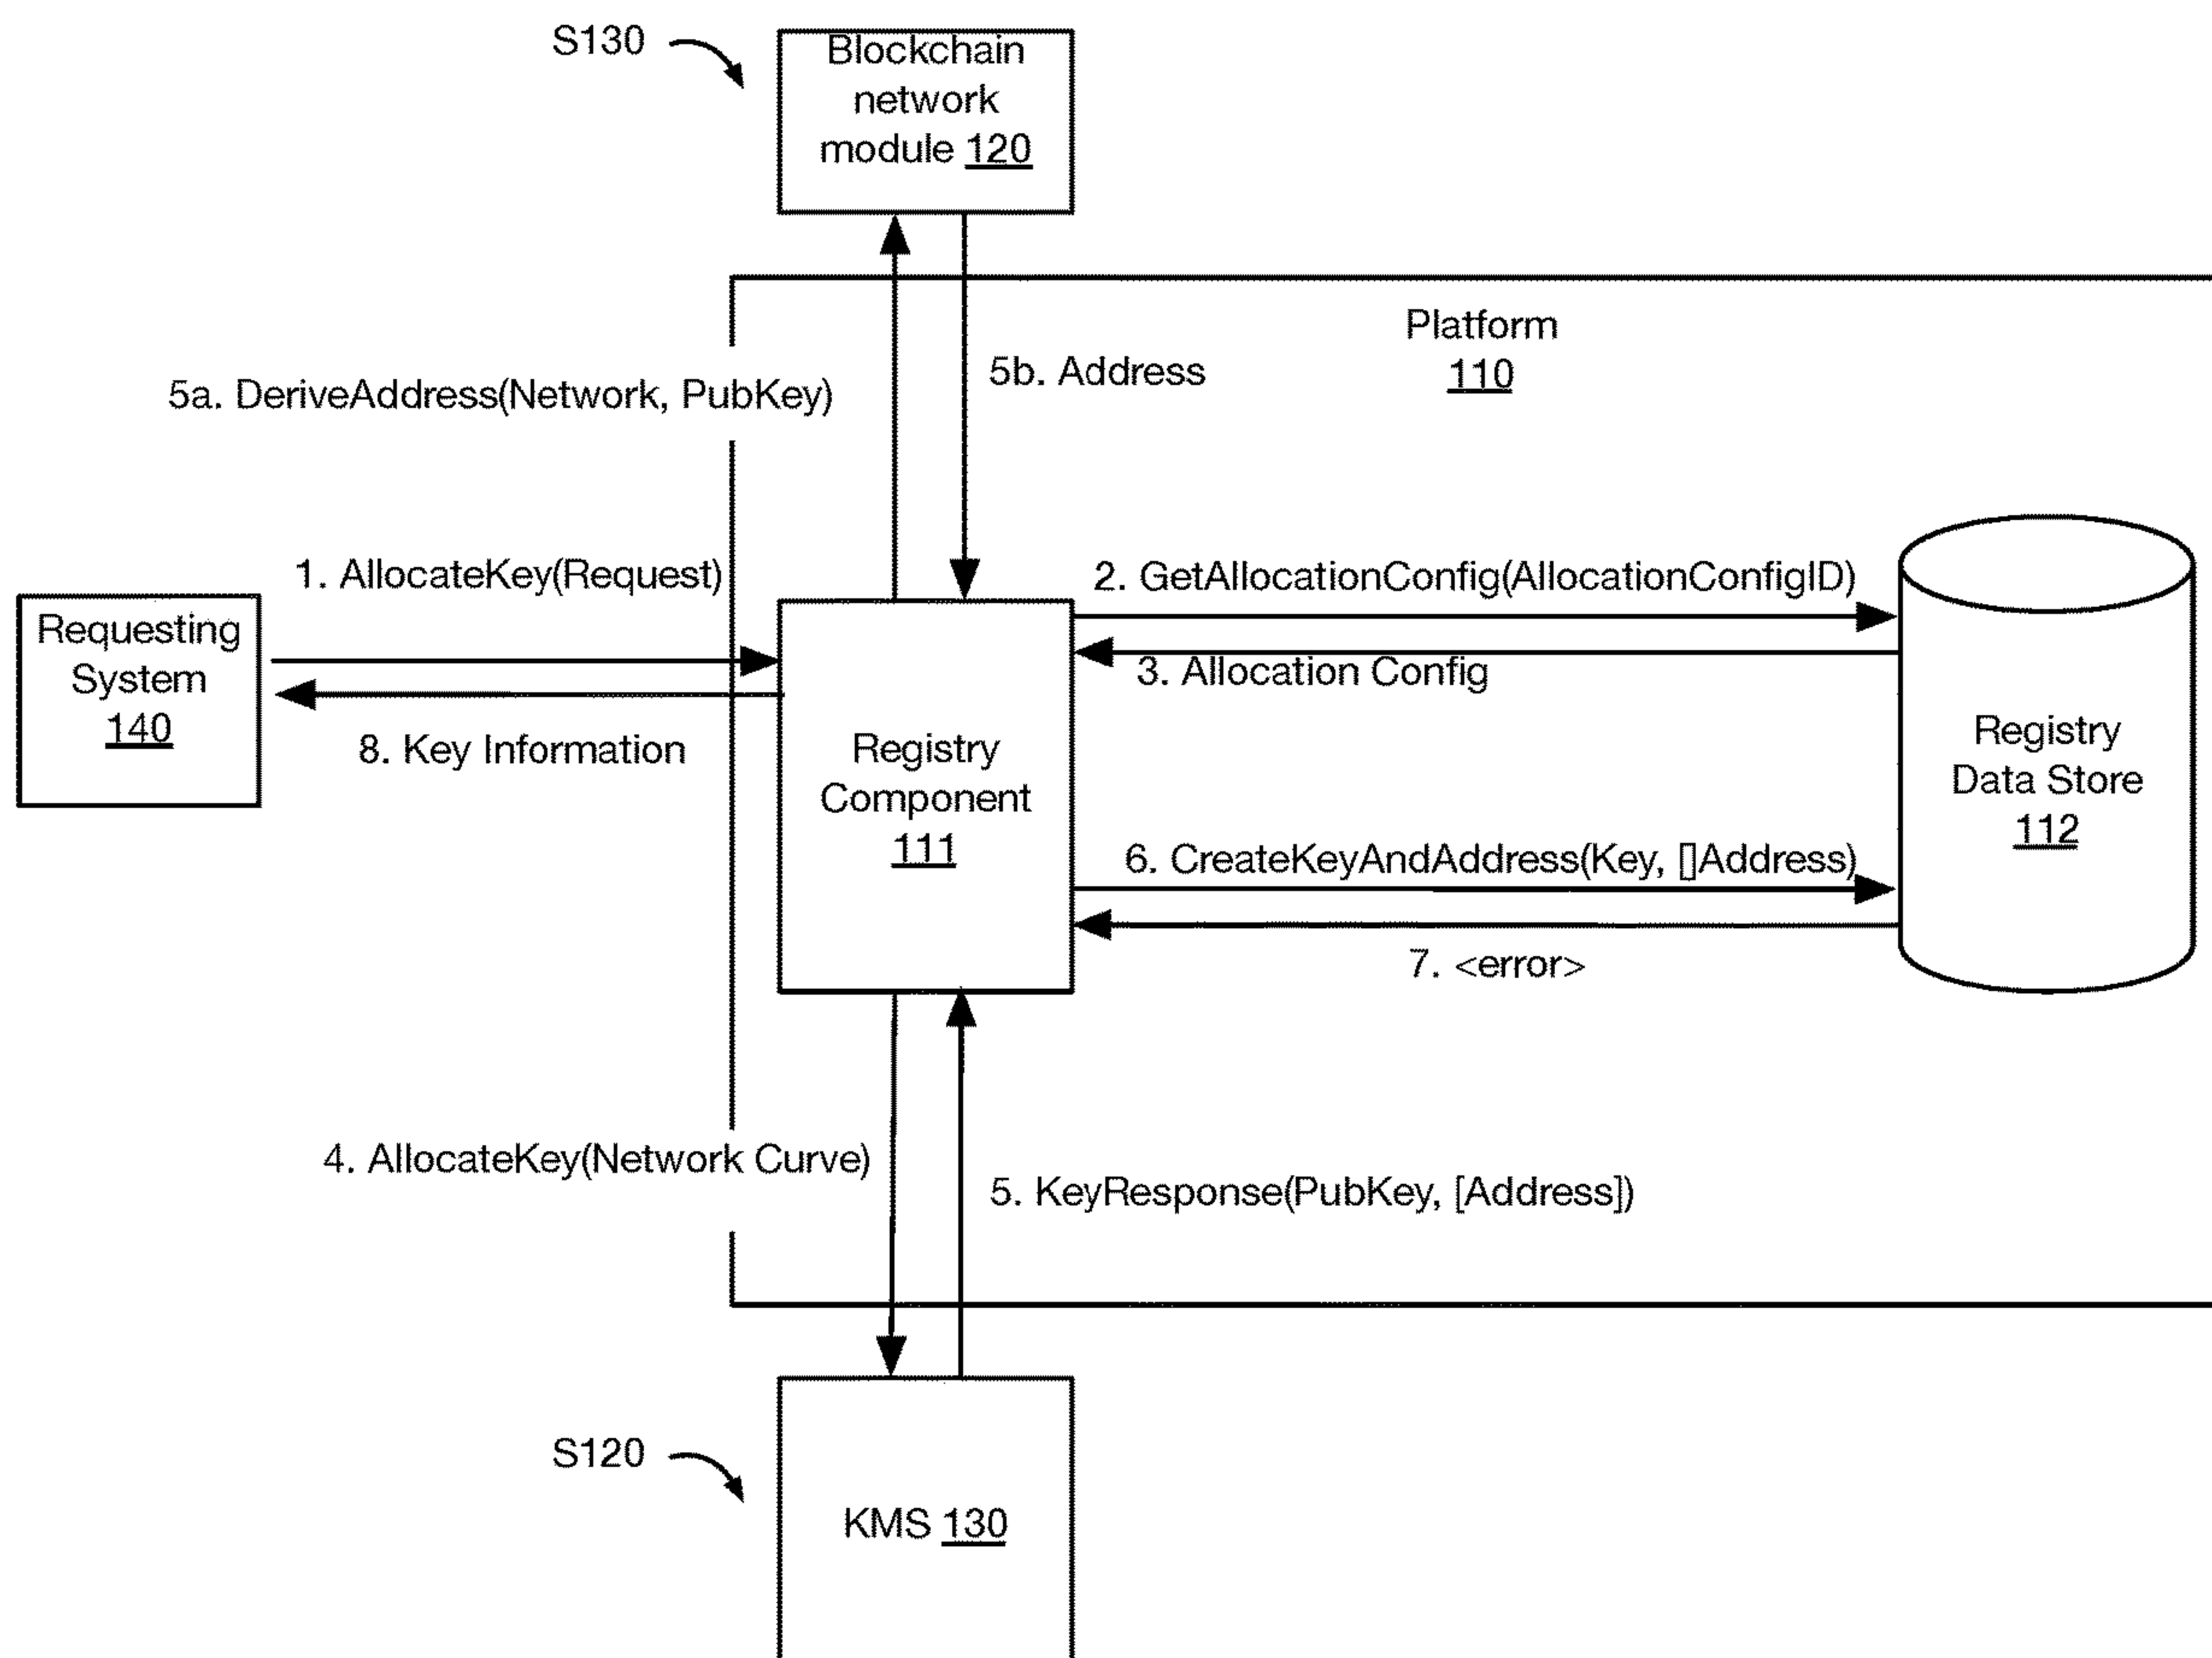 S130
Blockchain
network
module 120
Platform
110
5a. DeriveAddress(Network, PubKey)
5b. Address
1. AllocateKey(Request)
2. GetAllocationConfig(AllocationConfigID)
Requesting
System
140
3. Allocation Config
8. Key Information
Registry
Component
111
Registry
Data Store
112
6. CreateKeyAndAddress(Key, []Address)
7. <error>
4. AllocateKey(Network Curve)
5. KeyResponse(PubKey, [Address])
S120
KMS 130